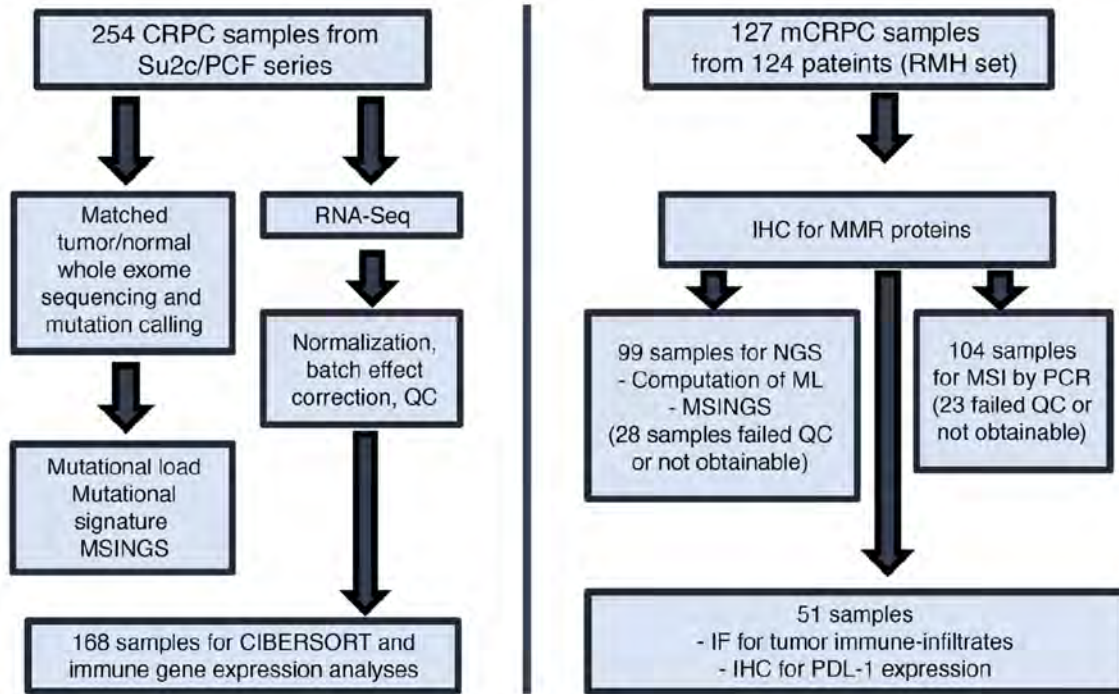 254 CRPC samples from
Su2c/PCF series
Matched
tumor/normal
whole exome
sequencing and
mutation calling
RNA-Seq
Normalization,
batch effect
correction, QC
Mutational load
Mutational
signature
MSINGS
168 samples for CIBERSORT and
immune gene expression analyses
127 mCRPC samples
from 124 pateints (RMH set)
IHC for MMR proteins
99 samples for NGS
- Computation of ML
- MSINGS
(28 samples failed QC
or not obtainable)
104 samples
for MSI by PCR
(23 failed QC or
not obtainable)
51 samples
- IF for tumor immune-infiltrates
- IHC for PDL-1 expression